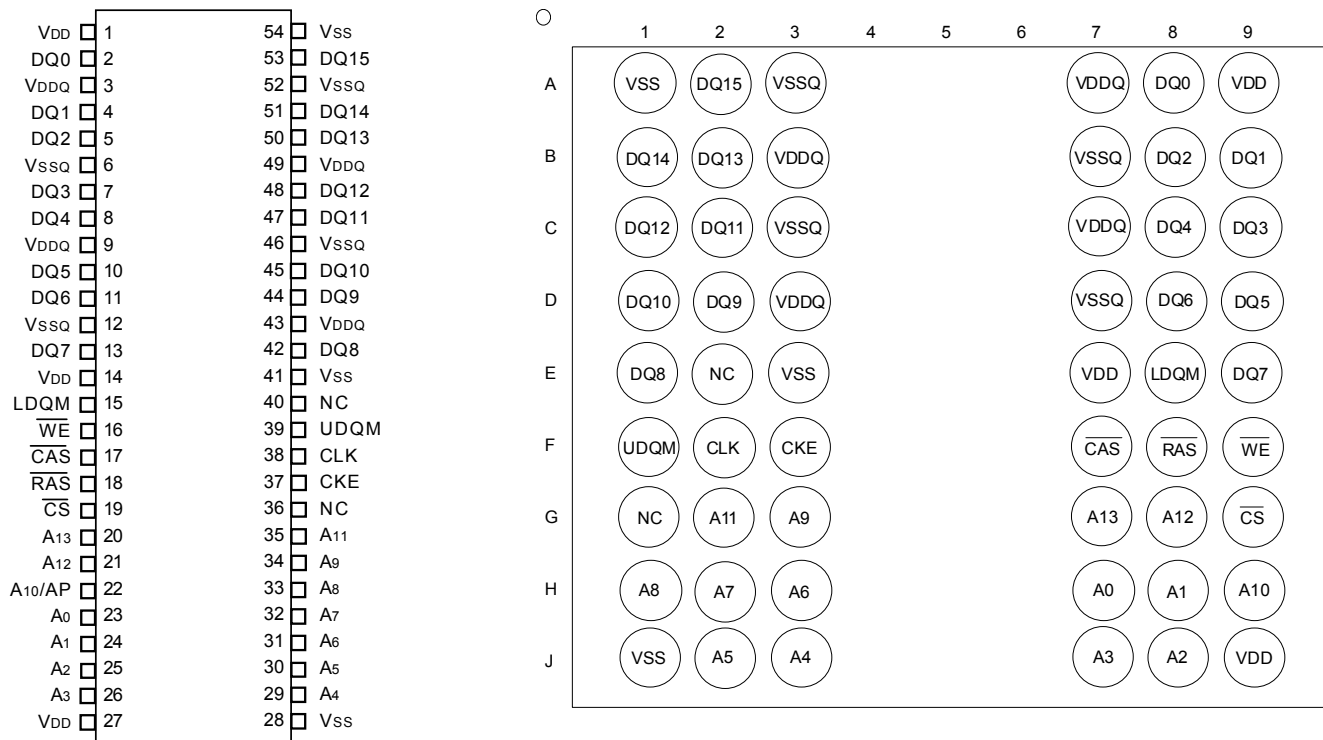 VDD 1 54 VSS
DQ0 2 53 DQ15
VDDQ 3 52 VSSQ
DQ1 4 51 DQ14
DQ2 5 50 DQ13
VSSQ 6 49 VDDQ
DQ3 7 48 DQ12
DQ4 8 47 DQ11
VDDQ 9 46 VSSQ
DQ5 10 45 DQ10
DQ6 11 44 DQ9
VSSQ 12 43 VDDQ
DQ7 13 42 DQ8
VDD 14 41 VSS
LDQM 15 40 NC
W̅E̅ 16 39 UDQM
C̅A̅S̅ 17 38 CLK
R̅A̅S̅ 18 37 CKE
C̅S̅ 19 36 NC
A13 20 35 A11
A12 21 34 A9
A10/AP 22 33 A8
A0 23 32 A7
A1 24 31 A6
A2 25 30 A5
A3 26 29 A4
VDD 27 28 VSS
1 2 3 4 5 6 7 8 9
A VSS DQ15 VSSQ VDDQ DQ0 VDD
B DQ14 DQ13 VDDQ VSSQ DQ2 DQ1
C DQ12 DQ11 VSSQ VDDQ DQ4 DQ3
D DQ10 DQ9 VDDQ VSSQ DQ6 DQ5
E DQ8 NC VSS VDD LDQM DQ7
F UDQM CLK CKE C̅A̅S̅ R̅A̅S̅ W̅E̅
G NC A11 A9 A13 A12 C̅S̅
H A8 A7 A6 A0 A1 A10
J VSS A5 A4 A3 A2 VDD